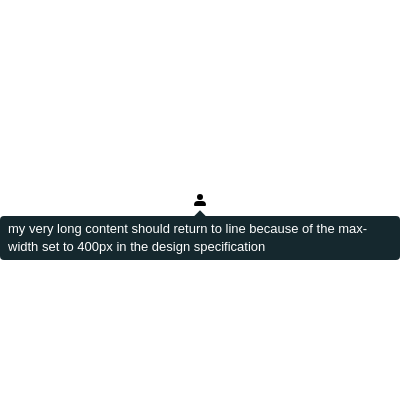 my very long content should return to line because of the max-
width set to 400px in the design specification